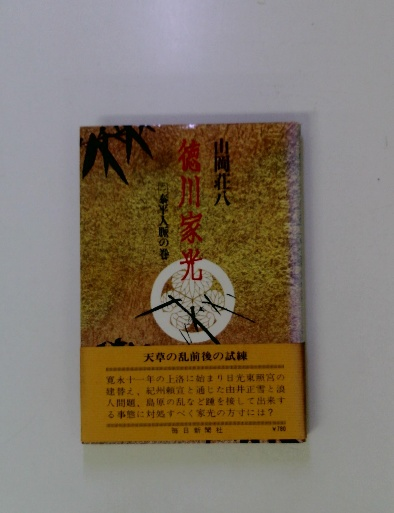 山岡荘八
徳川家光
泰平人脈の巻
天草の乱前後の試練
寛永十一年の上洛に始まり日光東照宮の
建替え、紀州頼宣と通じた由井正雪と浪
人問題、島原の乱など踵を接して出来す
る事態に対処すべく家光の方寸には?
毎日新聞社
¥780